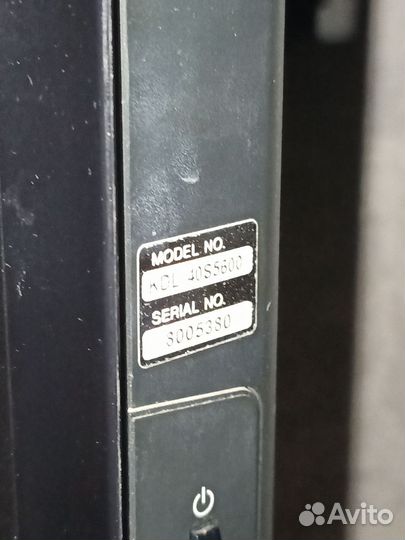 MODEL NO.
KDL 40S5600
SERIAL NO.
8005380
Avito